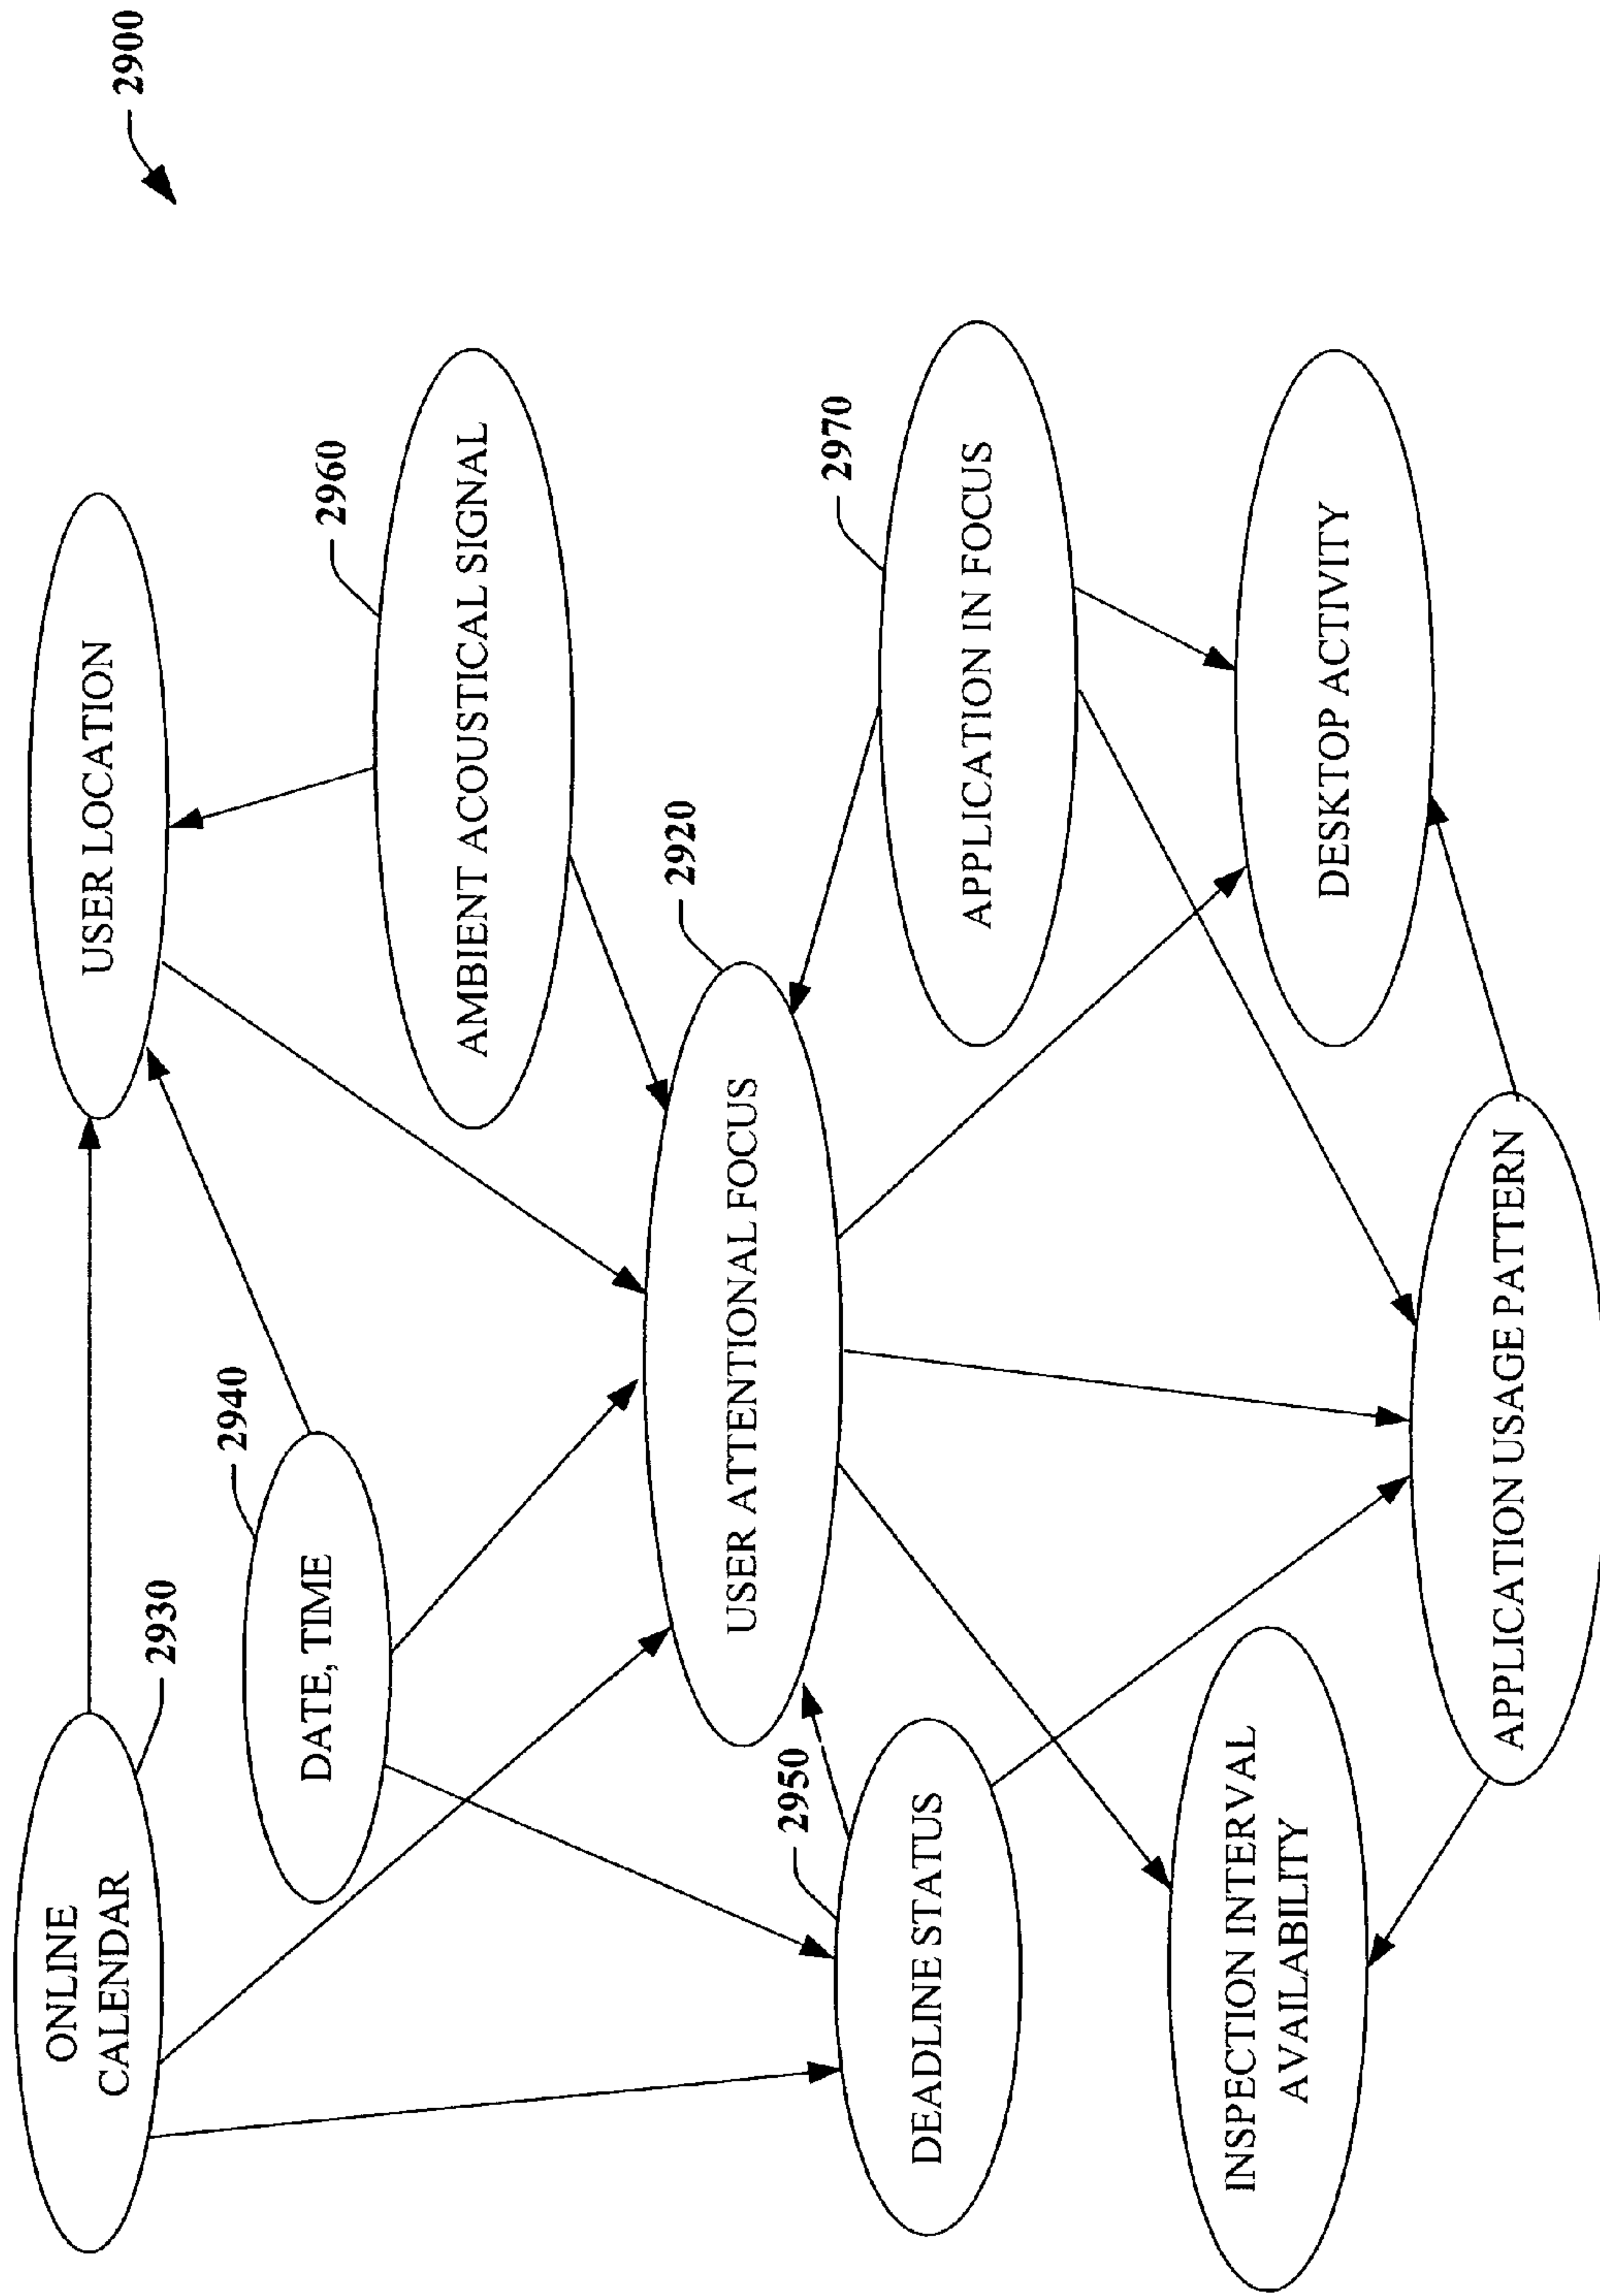 2900
ONLINE
CALENDAR
2930
USER LOCATION
DATE, TIME
2940
2960
AMBIENT ACOUSTICAL SIGNAL
2920
USER ATTENTIONAL FOCUS
2950
DEADLINE STATUS
2970
APPLICATION IN FOCUS
INSPECTION INTERVAL
AVAILABILITY
DESKTOP ACTIVITY
APPLICATION USAGE PATTERN